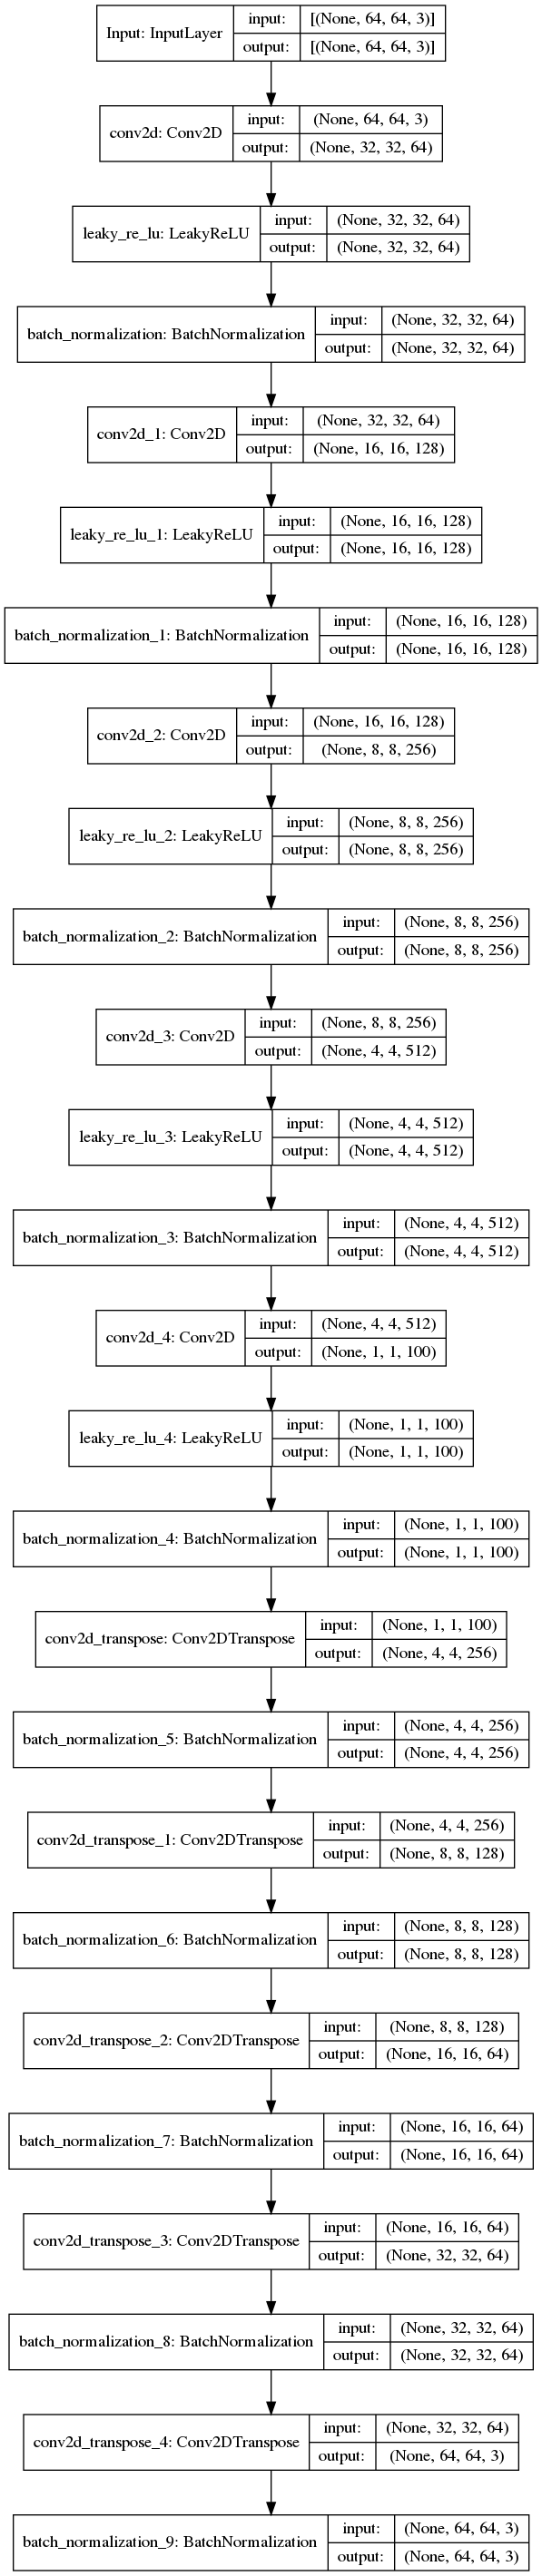 Input: InputLayer
input: [(None, 64, 64, 3)]
output: [(None, 64, 64, 3)]
conv2d: Conv2D
input: (None, 64, 64, 3)
output: (None, 32, 32, 64)
leaky_re_lu: LeakyReLU
input: (None, 32, 32, 64)
output: (None, 32, 32, 64)
batch_normalization: BatchNormalization
input: (None, 32, 32, 64)
output: (None, 32, 32, 64)
conv2d_1: Conv2D
input: (None, 32, 32, 64)
output: (None, 16, 16, 128)
leaky_re_lu_1: LeakyReLU
input: (None, 16, 16, 128)
output: (None, 16, 16, 128)
batch_normalization_1: BatchNormalization
input: (None, 16, 16, 128)
output: (None, 16, 16, 128)
conv2d_2: Conv2D
input: (None, 16, 16, 128)
output: (None, 8, 8, 256)
leaky_re_lu_2: LeakyReLU
input: (None, 8, 8, 256)
output: (None, 8, 8, 256)
batch_normalization_2: BatchNormalization
input: (None, 8, 8, 256)
output: (None, 8, 8, 256)
conv2d_3: Conv2D
input: (None, 8, 8, 256)
output: (None, 4, 4, 512)
leaky_re_lu_3: LeakyReLU
input: (None, 4, 4, 512)
output: (None, 4, 4, 512)
batch_normalization_3: BatchNormalization
input: (None, 4, 4, 512)
output: (None, 4, 4, 512)
conv2d_4: Conv2D
input: (None, 4, 4, 512)
output: (None, 1, 1, 100)
leaky_re_lu_4: LeakyReLU
input: (None, 1, 1, 100)
output: (None, 1, 1, 100)
batch_normalization_4: BatchNormalization
input: (None, 1, 1, 100)
output: (None, 1, 1, 100)
conv2d_transpose: Conv2DTranspose
input: (None, 1, 1, 100)
output: (None, 4, 4, 256)
batch_normalization_5: BatchNormalization
input: (None, 4, 4, 256)
output: (None, 4, 4, 256)
conv2d_transpose_1: Conv2DTranspose
input: (None, 4, 4, 256)
output: (None, 8, 8, 128)
batch_normalization_6: BatchNormalization
input: (None, 8, 8, 128)
output: (None, 8, 8, 128)
conv2d_transpose_2: Conv2DTranspose
input: (None, 8, 8, 128)
output: (None, 16, 16, 64)
batch_normalization_7: BatchNormalization
input: (None, 16, 16, 64)
output: (None, 16, 16, 64)
conv2d_transpose_3: Conv2DTranspose
input: (None, 16, 16, 64)
output: (None, 32, 32, 64)
batch_normalization_8: BatchNormalization
input: (None, 32, 32, 64)
output: (None, 32, 32, 64)
conv2d_transpose_4: Conv2DTranspose
input: (None, 32, 32, 64)
output: (None, 64, 64, 3)
batch_normalization_9: BatchNormalization
input: (None, 64, 64, 3)
output: (None, 64, 64, 3)